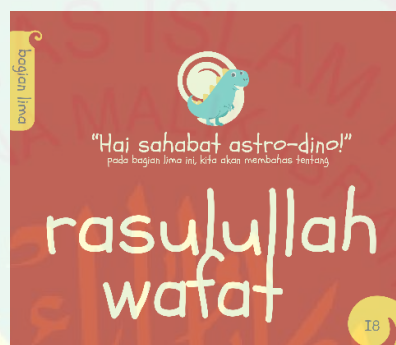 bagian lima
"Hai sahabat astro-dino!"
pada bagian lima ini, kita akan membahas tentang
rasulullah
wafat
18